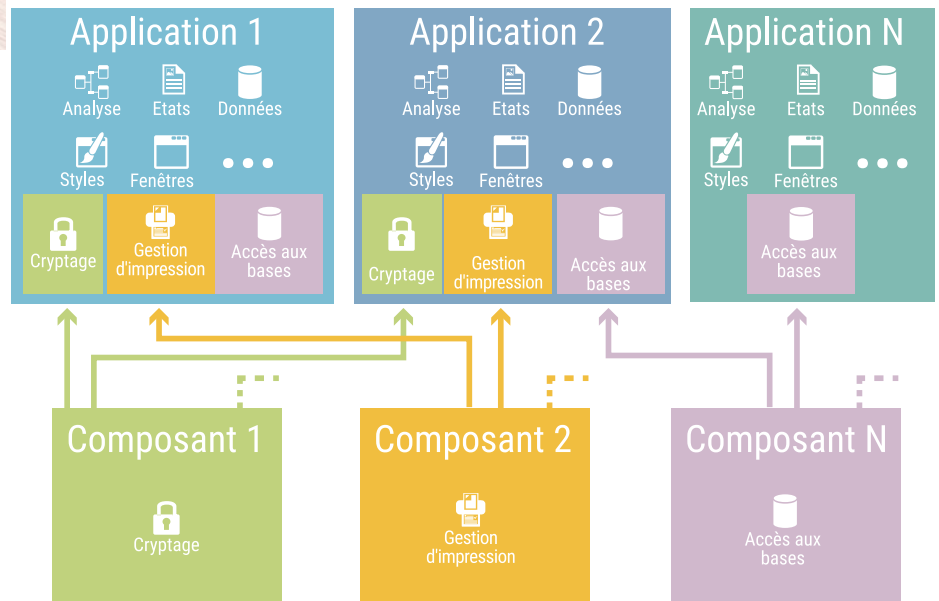 Application 1
Analyse
Etats
Données
Styles
Fenêtres
Cryptage
Gestion
d'impression
Accès aux
bases
Application 2
Analyse
Etats
Données
Styles
Fenêtres
Cryptage
Gestion
d'impression
Accès aux
bases
Application N
Analyse
Etats
Données
Styles
Fenêtres
Accès aux
bases
Composant 1
Cryptage
Composant 2
Gestion
d'impression
Composant N
Accès aux
bases